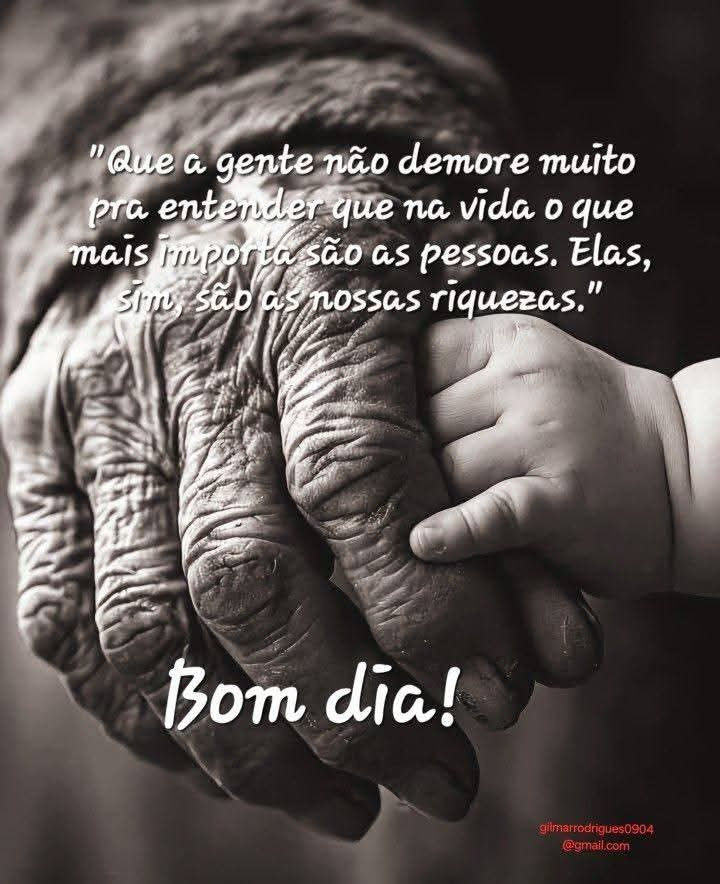 "Que a gente não demore muito
pra entender que na vida o que
mais importa são as pessoas. Elas,
sim, são as nossas riquezas."
Bom dia!
gilmarrodrigues0904
@gmail.com